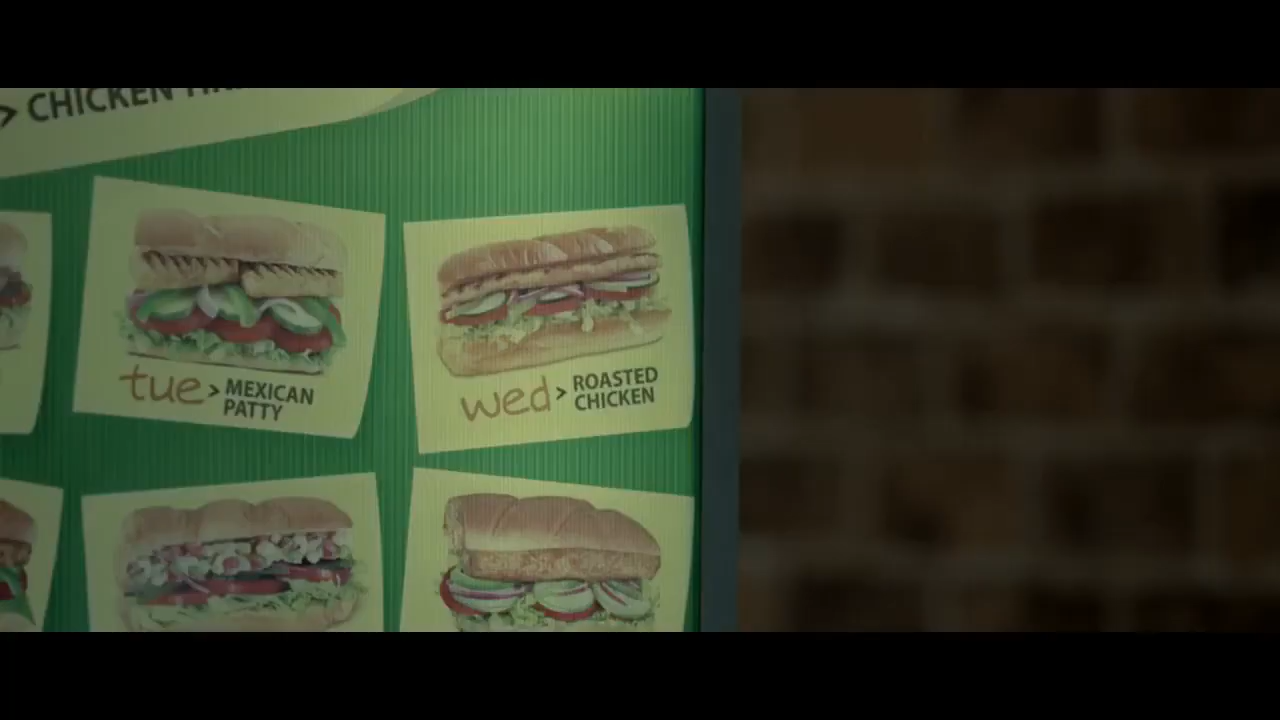 > CHICKEN
tue > MEXICAN
PATTY
wed > ROASTED
CHICKEN